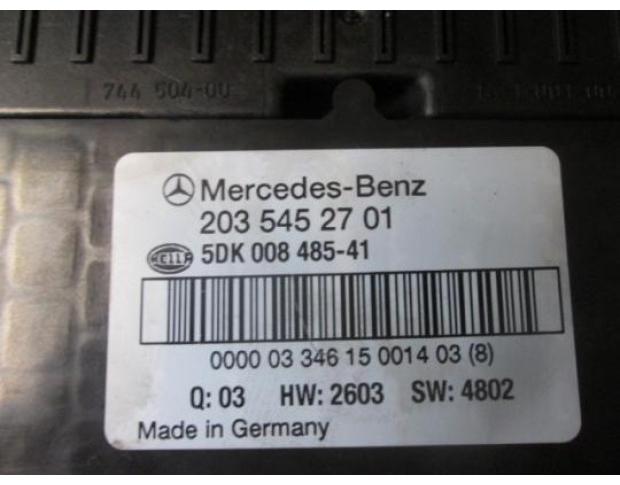 744 504-00
Mercedes-Benz
203 545 27 01
HELLA 5DK 008 485-41
0000 03 346 15 0014 03 (8)
Q: 03 HW: 2603 SW: 4802
Made in Germany